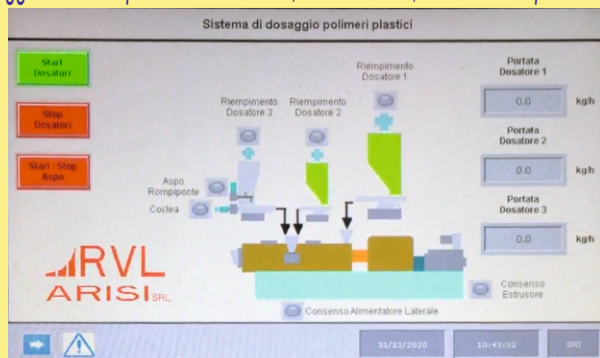 Sistema di dosaggio polimeri plastici
Start
Dosatori
Stop
Dosatori
Start - Stop
Aspo
Riempimento
Dosatore 3
Riempimento
Dosatore 2
Riempimento
Dosatore 1
Aspo
Rompiponte
Coclea
Portata
Dosatore 1
0.0 kg/h
Portata
Dosatore 2
0.0 kg/h
Portata
Dosatore 3
0.0 kg/h
RVL
ARISI SRL
Consenso
Estrusore
Consenso Alimentatore Laterale
31/12/2020
10:43:32
GIO